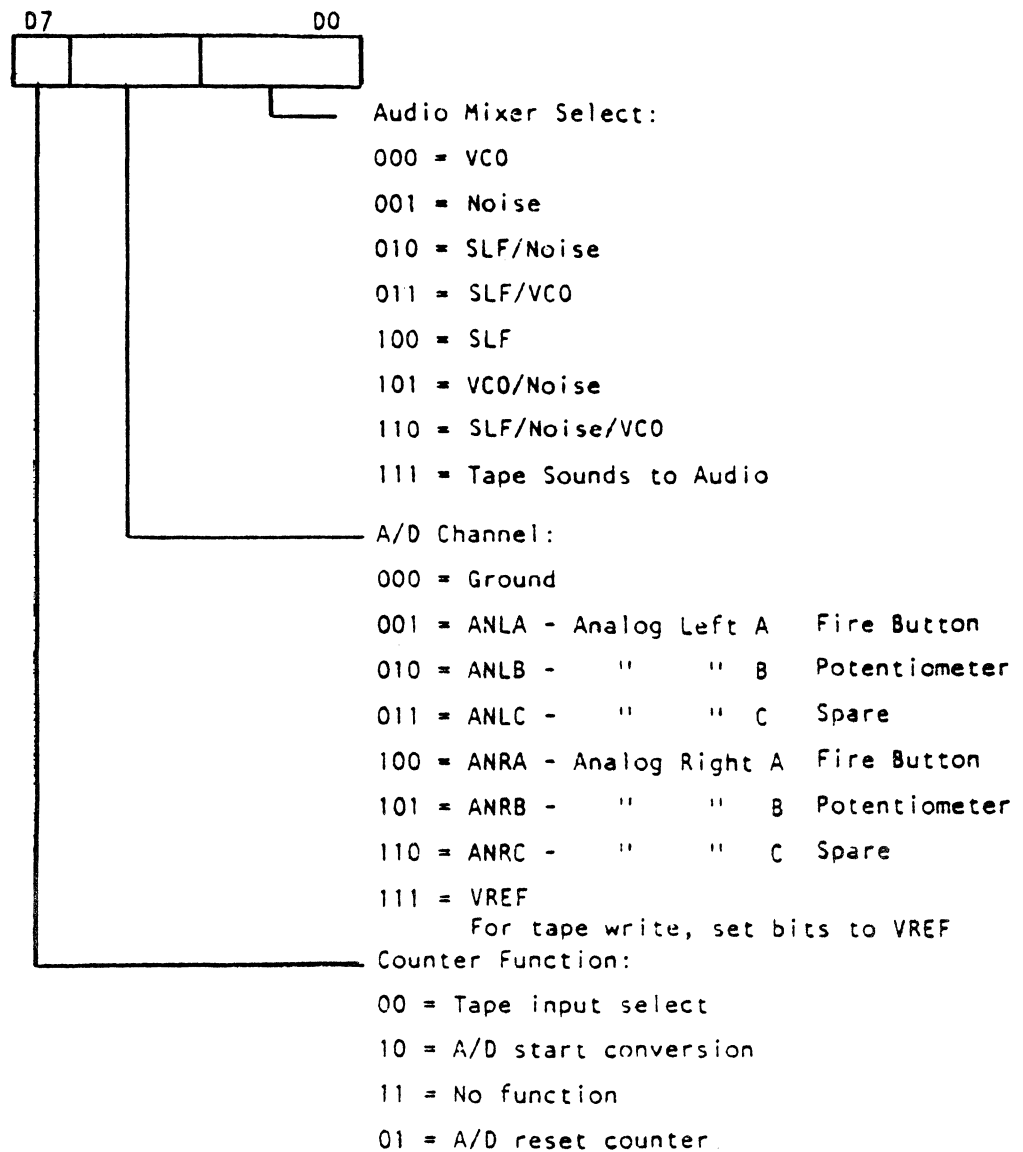 D7 D0
Audio Mixer Select:
000 = VCO
001 = Noise
010 = SLF/Noise
011 = SLF/VCO
100 = SLF
101 = VCO/Noise
110 = SLF/Noise/VCO
111 = Tape Sounds to Audio
A/D Channel:
000 = Ground
001 = ANLA - Analog Left A Fire Button
010 = ANLB - " " B Potentiometer
011 = ANLC - " " C Spare
100 = ANRA - Analog Right A Fire Button
101 = ANRB - " " B Potentiometer
110 = ANRC - " " C Spare
111 = VREF
For tape write, set bits to VREF
Counter Function:
00 = Tape input select
10 = A/D start conversion
11 = No function
01 = A/D reset counter